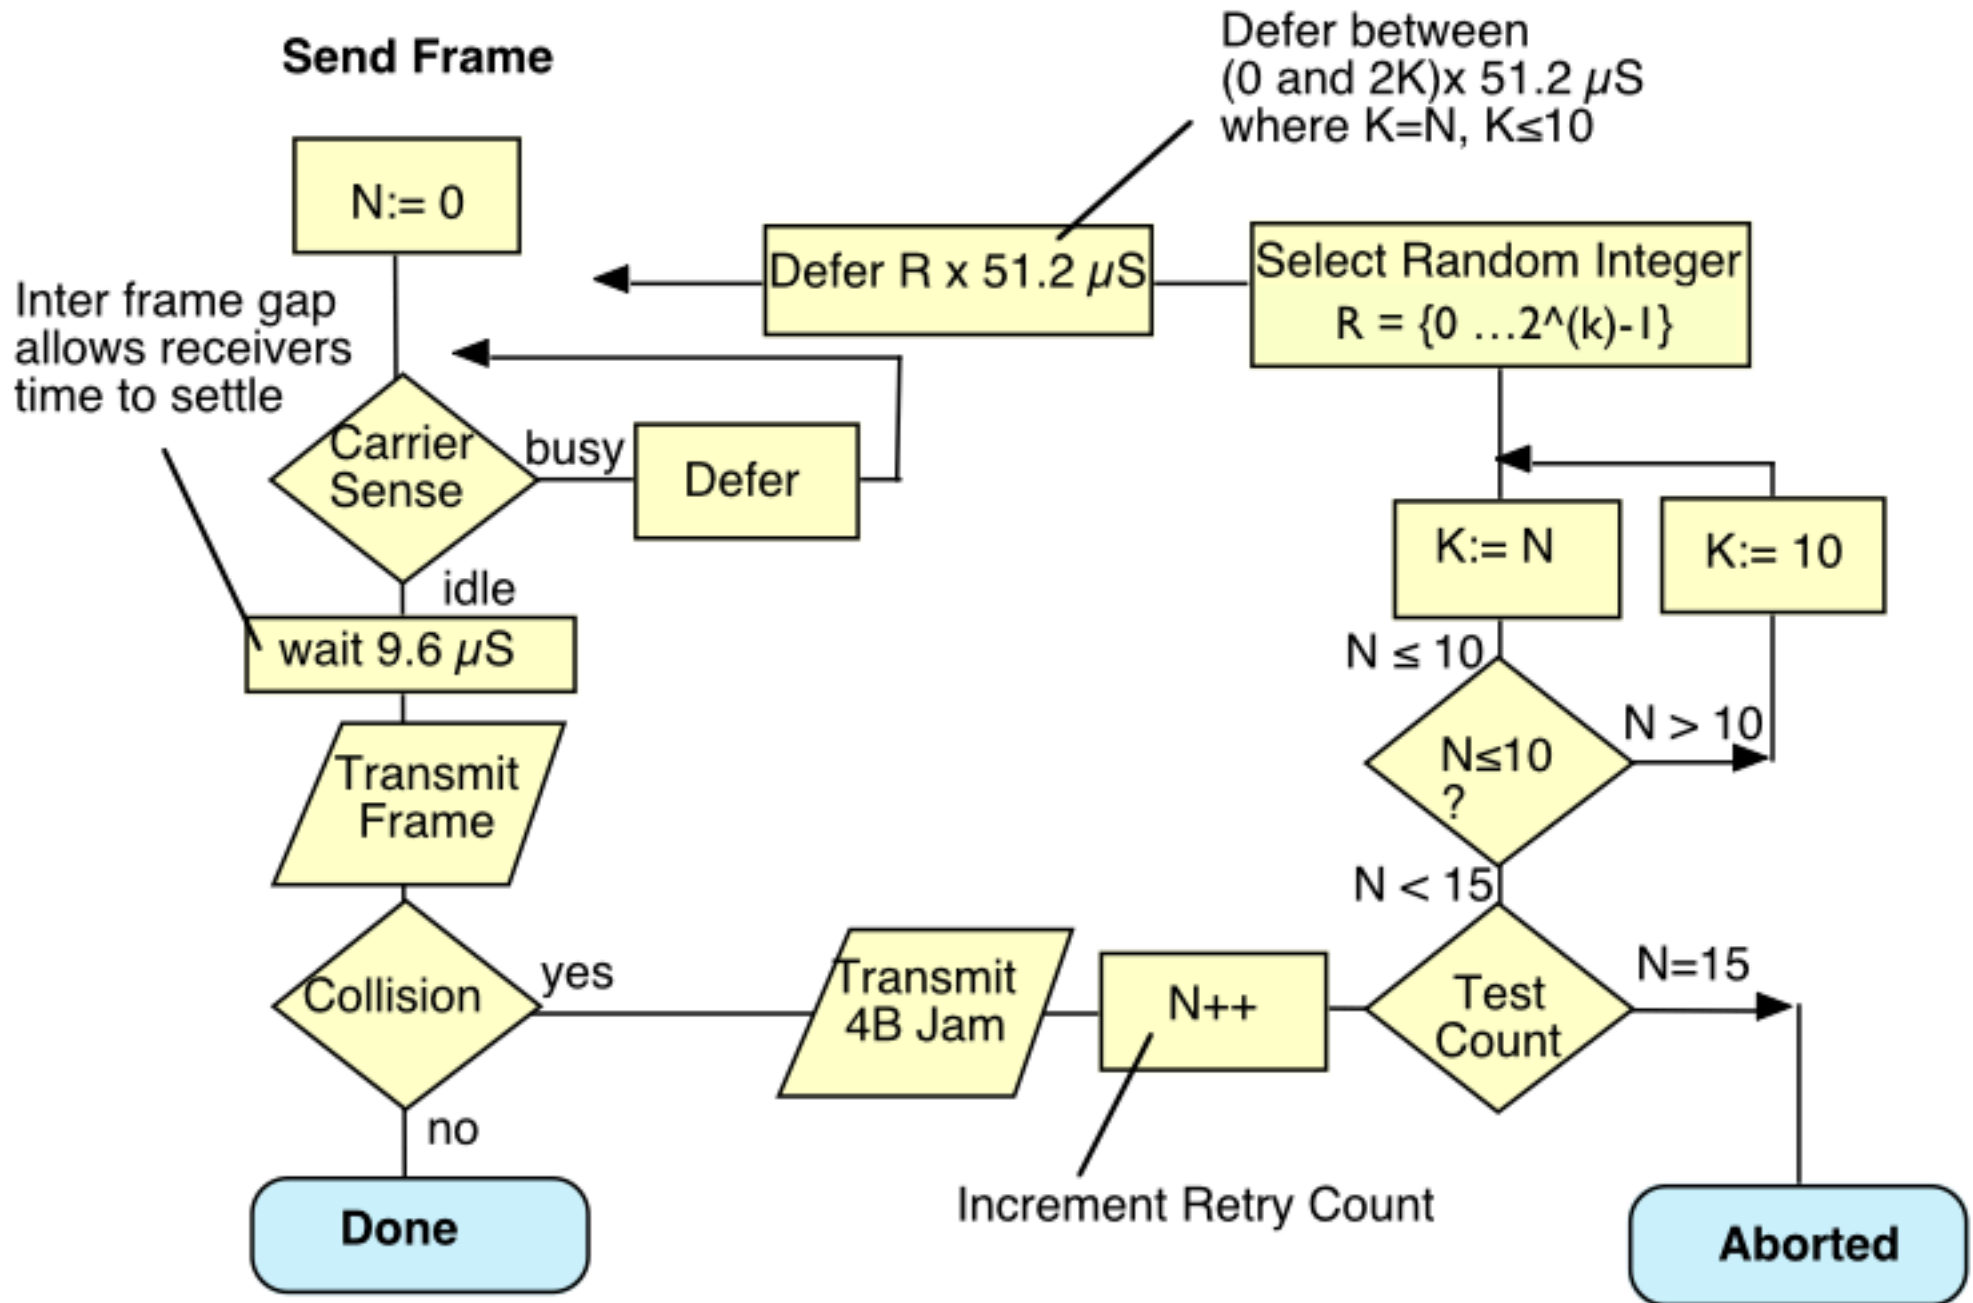 Send Frame
Defer between
(0 and 2K)x 51.2 µS
where K=N, K≤10
N:= 0
Defer R x 51.2 µS
Select Random Integer
R = {0 ...2^(k)-1}
Inter frame gap
allows receivers
time to settle
Carrier
Sense
busy
Defer
idle
wait 9.6 µS
K:= N
K:= 10
N ≤ 10
N > 10
N≤10
?
N < 15
Transmit
Frame
Collision
yes
Transmit
4B Jam
N++
Test
Count
N=15
no
Increment Retry Count
Done
Aborted